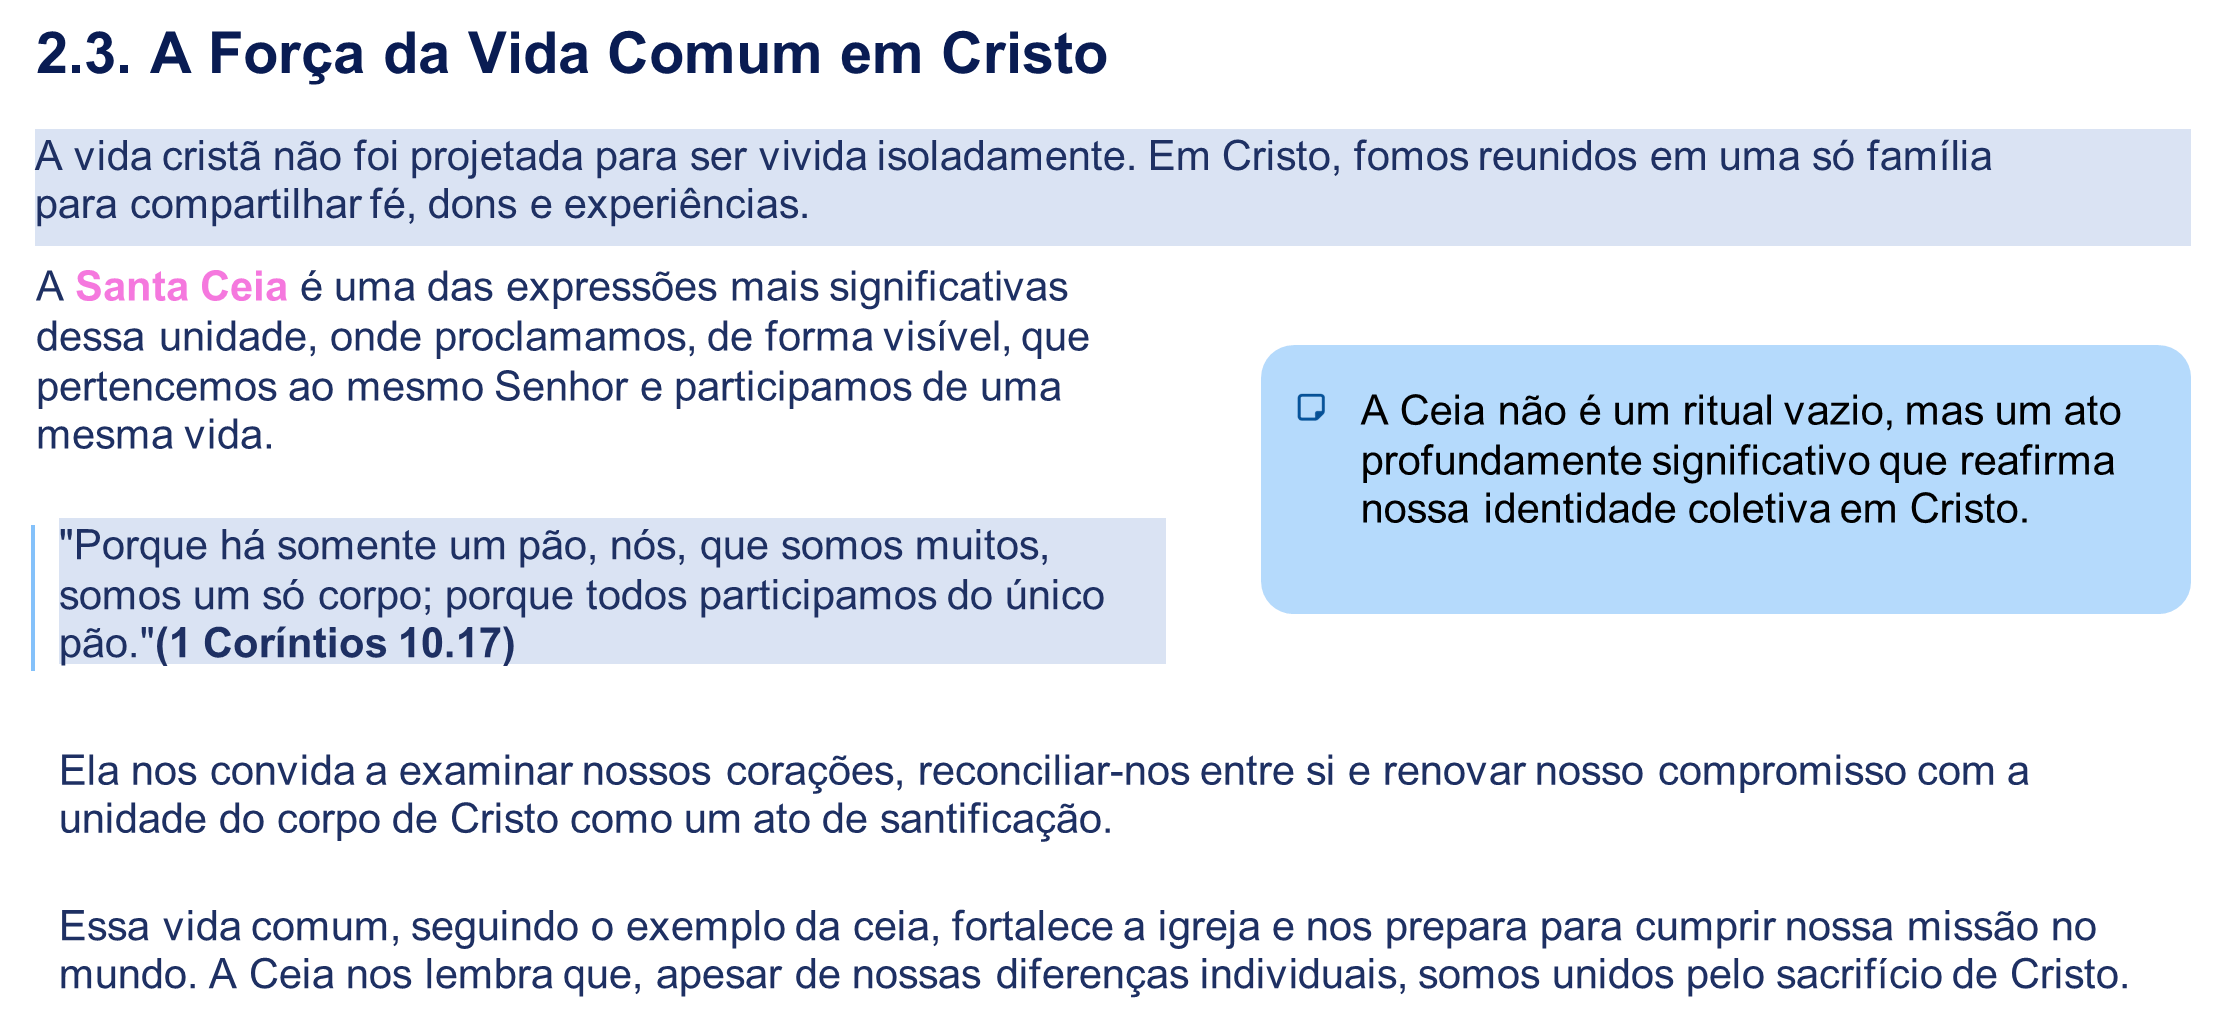 2.3. A Força da Vida Comum em Cristo
A vida cristã não foi projetada para ser vivida isoladamente. Em Cristo, fomos reunidos em uma só família
para compartilhar fé, dons e experiências.
A Santa Ceia é uma das expressões mais significativas
dessa unidade, onde proclamamos, de forma visível, que
pertencemos ao mesmo Senhor e participamos de uma
mesma vida.
"Porque há somente um pão, nós, que somos muitos,
somos um só corpo; porque todos participamos do único
pão."(1 Coríntios 10.17)
A Ceia não é um ritual vazio, mas um ato
profundamente significativo que reafirma
nossa identidade coletiva em Cristo.
Ela nos convida a examinar nossos corações, reconciliar-nos entre si e renovar nosso compromisso com a
unidade do corpo de Cristo como um ato de santificação.
Essa vida comum, seguindo o exemplo da ceia, fortalece a igreja e nos prepara para cumprir nossa missão no
mundo. A Ceia nos lembra que, apesar de nossas diferenças individuais, somos unidos pelo sacrifício de Cristo.